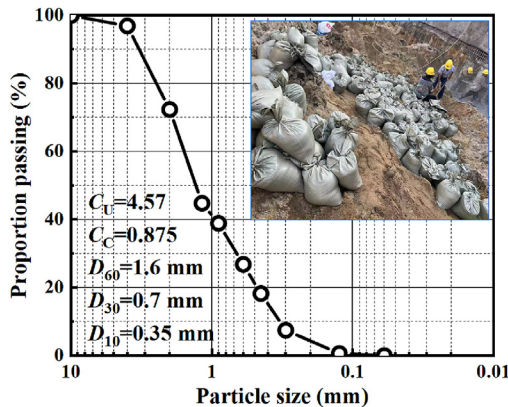 Proportion passing (%)
100
80
60
40
20
0
C_U=4.57
C_C=0.875
D_60=1.6 mm
D_30=0.7 mm
D_10=0.35 mm
10
1
0.1
0.01
Particle size (mm)